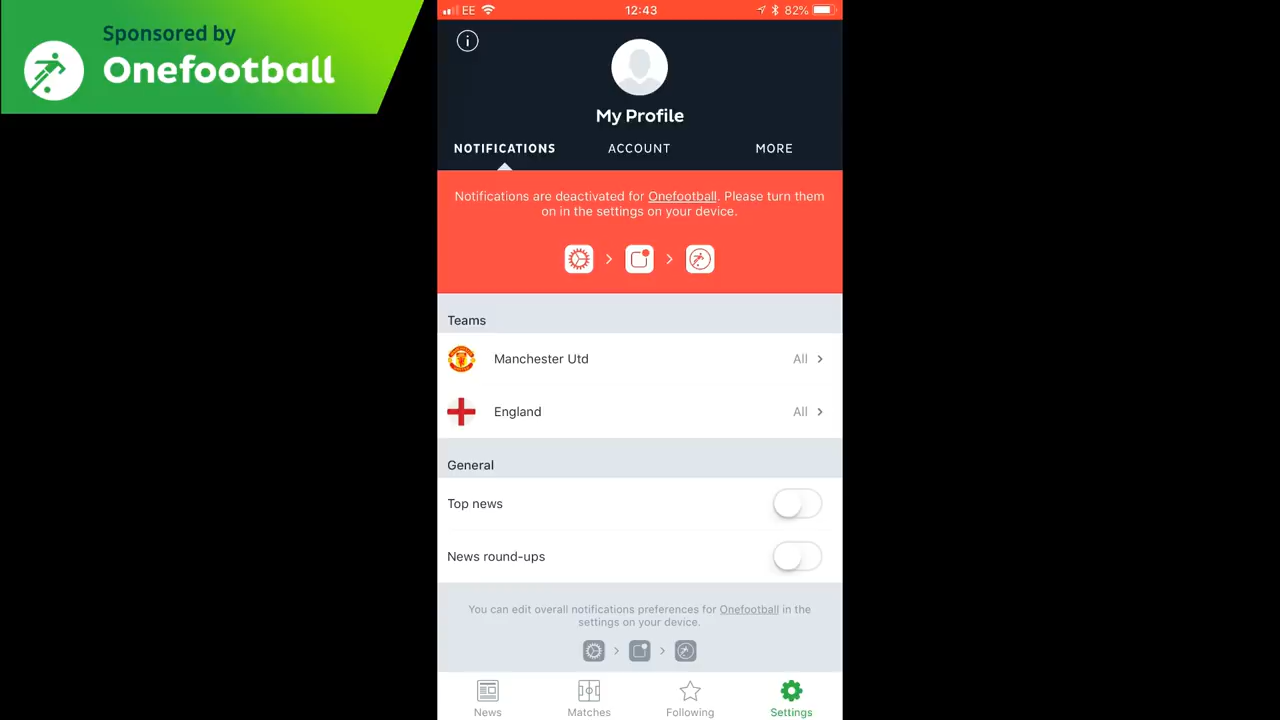 Sponsored by
Onefootball
EE 12:43 82%
My Profile
NOTIFICATIONS ACCOUNT MORE
Notifications are deactivated for Onefootball. Please turn them
on in the settings on your device.
Teams
Manchester Utd All
England All
General
Top news
News round-ups
You can edit overall notifications preferences for Onefootball in the
settings on your device.
News Matches Following Settings